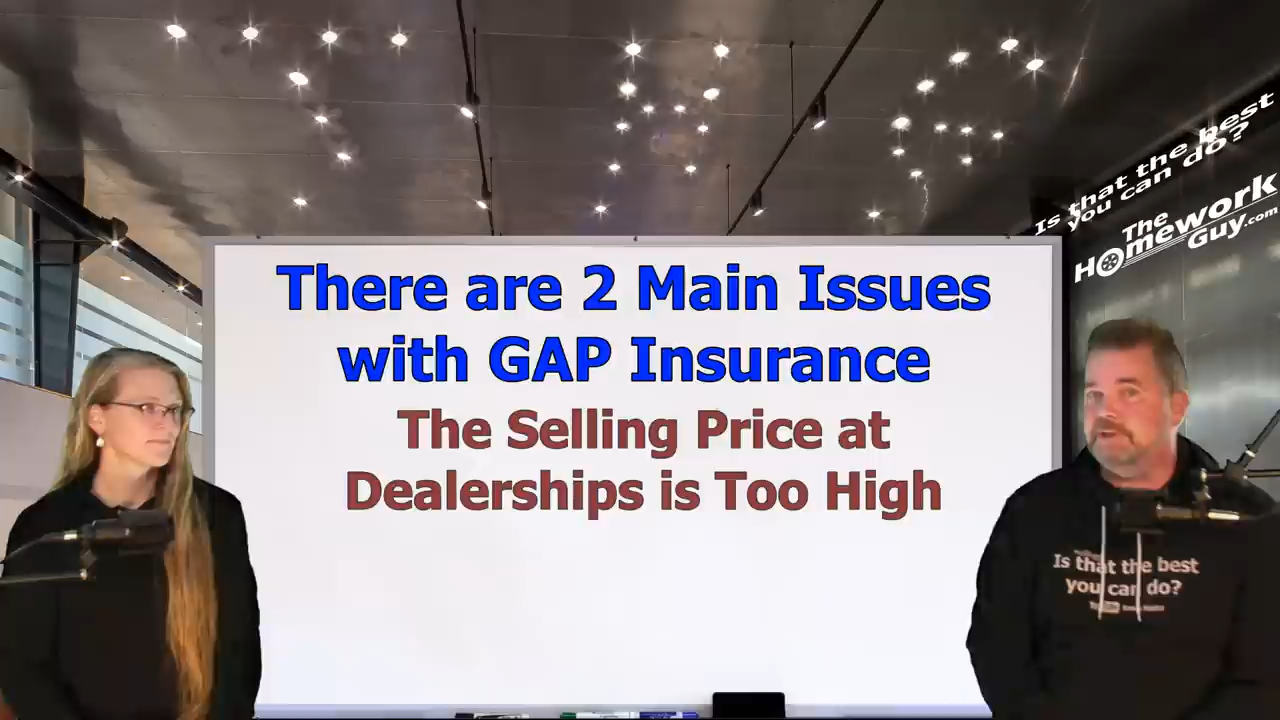 Is that the best
you can do?
The
Homework
Guy.com
There are 2 Main Issues
with GAP Insurance
The Selling Price at
Dealerships is Too High
Is that the best
you can do?